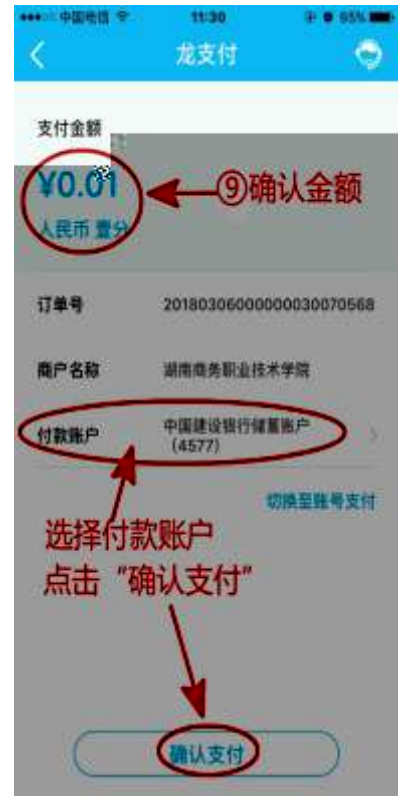 中国电信 11:30 65%
龙支付
支付金额
¥0.01
⑨确认金额
人民币 壹分
订单号 20180306000000030070568
商户名称 湖南商务职业技术学院
付款账户 中国建设银行储蓄账户
(4577)
切换至账号支付
选择付款账户
点击“确认支付”
确认支付